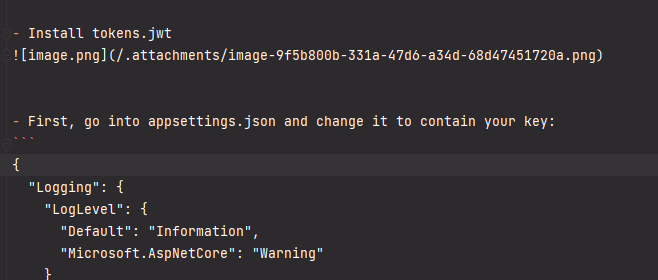 - Install tokens.jwt
![image.png](/.attachments/image-9f5b800b-331a-47d6-a34d-68d47451720a.png)
- First, go into appsettings.json and change it to contain your key:
```
{
"Logging": {
"LogLevel": {
"Default": "Information",
"Microsoft.AspNetCore": "Warning"
}